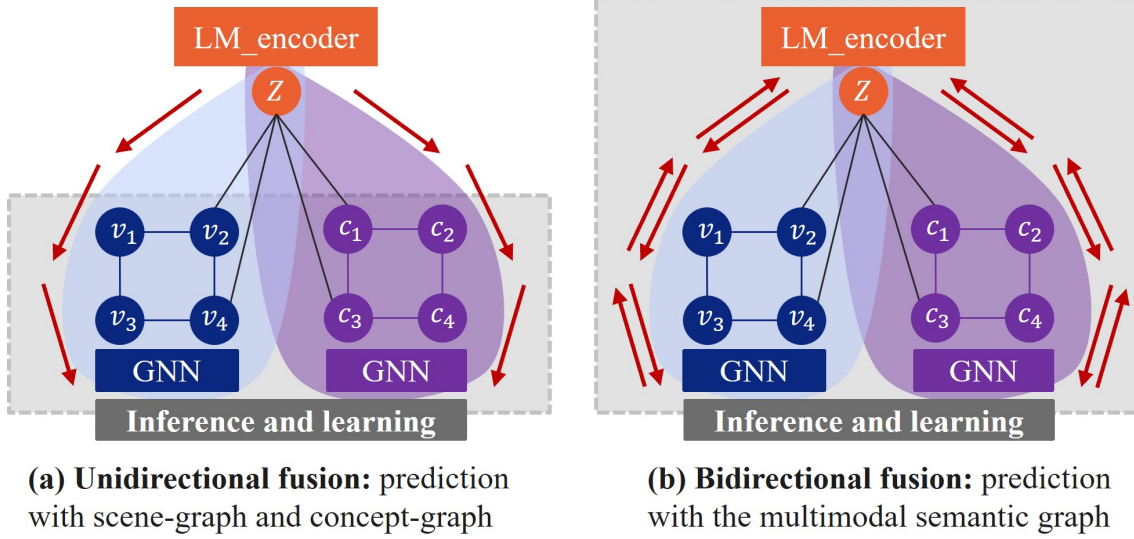 LM_encoder
Z
v1 v2 c1 c2
v3 v4 c3 c4
GNN GNN
Inference and learning
(a) Unidirectional fusion: prediction
with scene-graph and concept-graph
LM_encoder
Z
v1 v2 c1 c2
v3 v4 c3 c4
GNN GNN
Inference and learning
(b) Bidirectional fusion: prediction
with the multimodal semantic graph